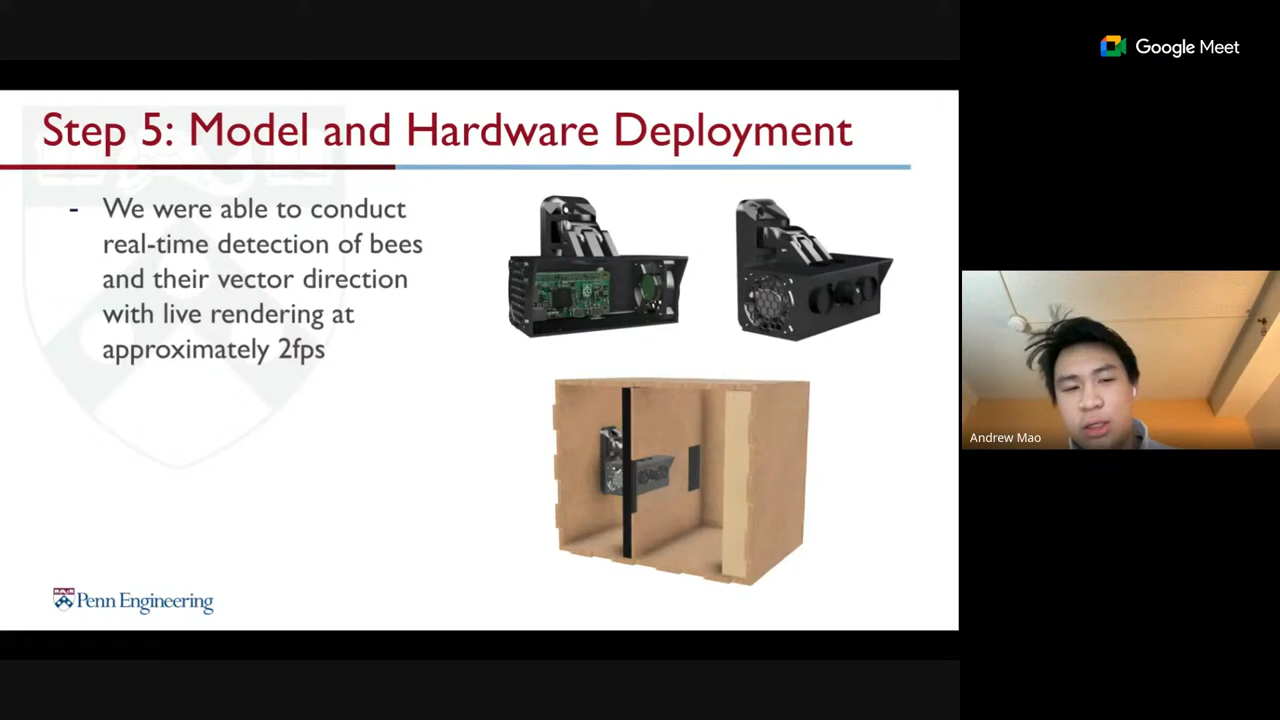 Google Meet
Step 5: Model and Hardware Deployment
- We were able to conduct
real-time detection of bees
and their vector direction
with live rendering at
approximately 2fps
Andrew Mao
Penn Engineering